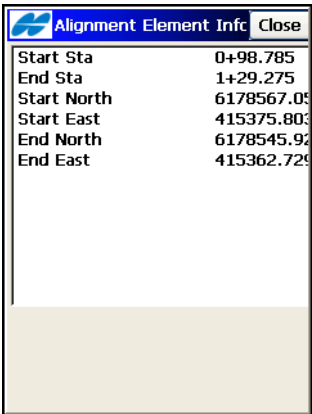 Alignment Element Info Close
Start Sta 0+98.785
End Sta 1+29.275
Start North 6178567.05
Start East 415375.803
End North 6178545.92
End East 415362.729